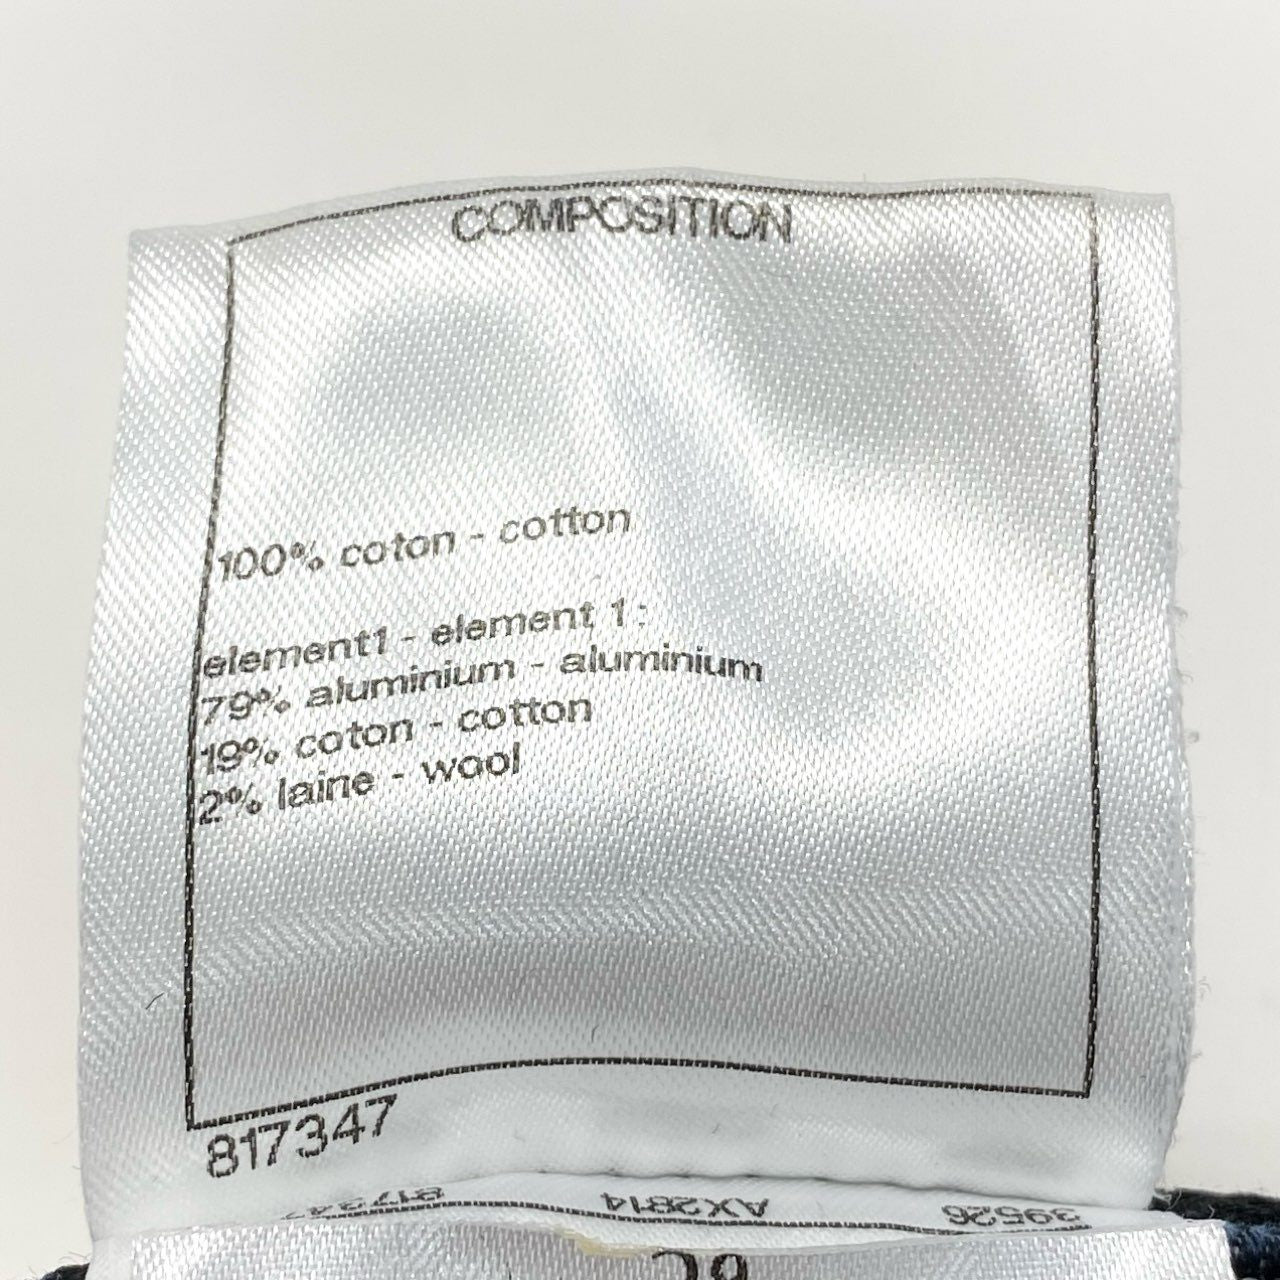 COMPOSITION
100% coton - cotton
element1 - element 1 :
79% aluminium - aluminium
19% coton - cotton
2% laine - wool
817347
39526 AX2814 817347